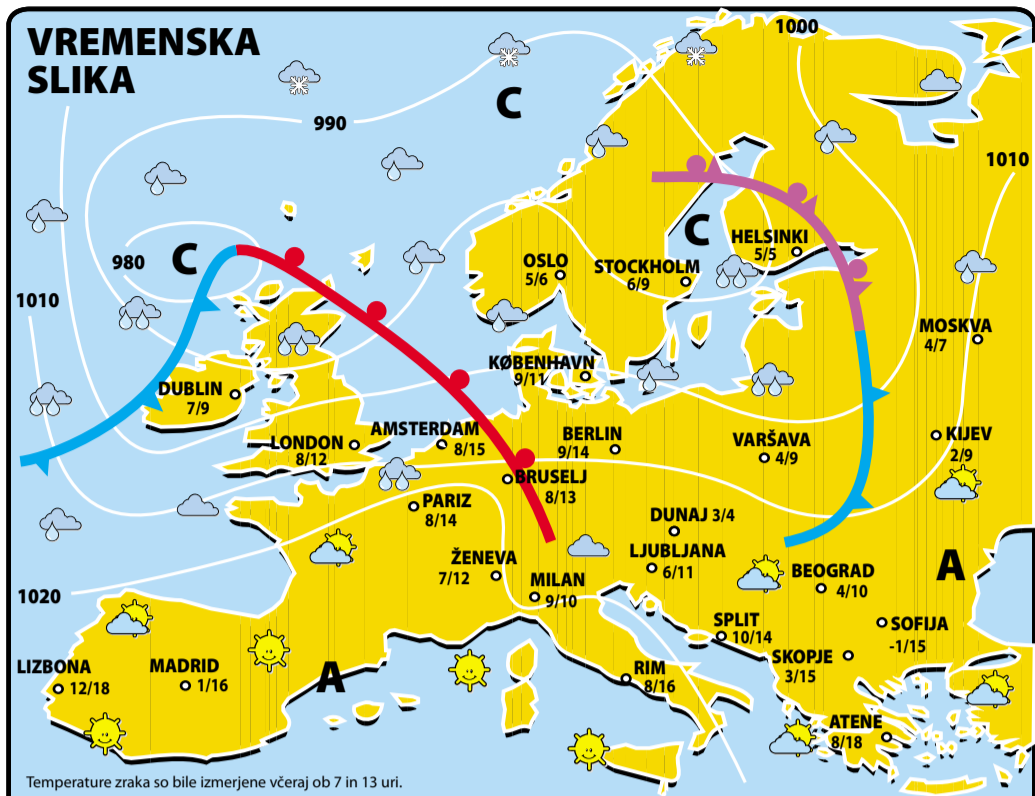 VREMENSKA
SLIKA
1000
990
C
1010
C
HELSINKI
5/5
C
980
OSLO
5/6
STOCKHOLM
6/9
1010
MOSKVA
4/7
KØBENHAVN
9/11
DUBLIN
7/9
AMSTERDAM
8/15
LONDON
8/12
BERLIN
9/14
VARŠAVA
4/9
KIJEV
2/9
BRUSELJ
8/13
PARIZ
8/14
DUNAJ 3/4
LJUBLJANA
6/11
ŽENEVA
7/12
MILAN
9/10
BEOGRAD
4/10
A
1020
SPLIT
10/14
SOFIJA
-1/15
SKOPJE
3/15
LIZBONA
12/18
MADRID
1/16
A
RIM
8/16
ATENE
8/18
Temperature zraka so bile izmerjene včeraj ob 7 in 13 uri.